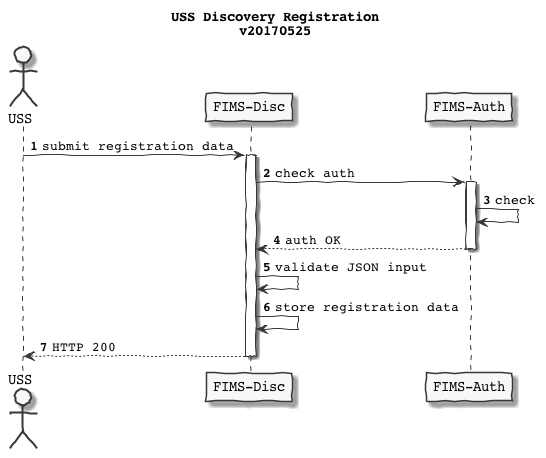 USS Discovery Registration
v20170525
USS
FIMS-Disc
FIMS-Auth
1 submit registration data
2 check auth
3 check
4 auth OK
5 validate JSON input
6 store registration data
7 HTTP 200
USS
FIMS-Disc
FIMS-Auth